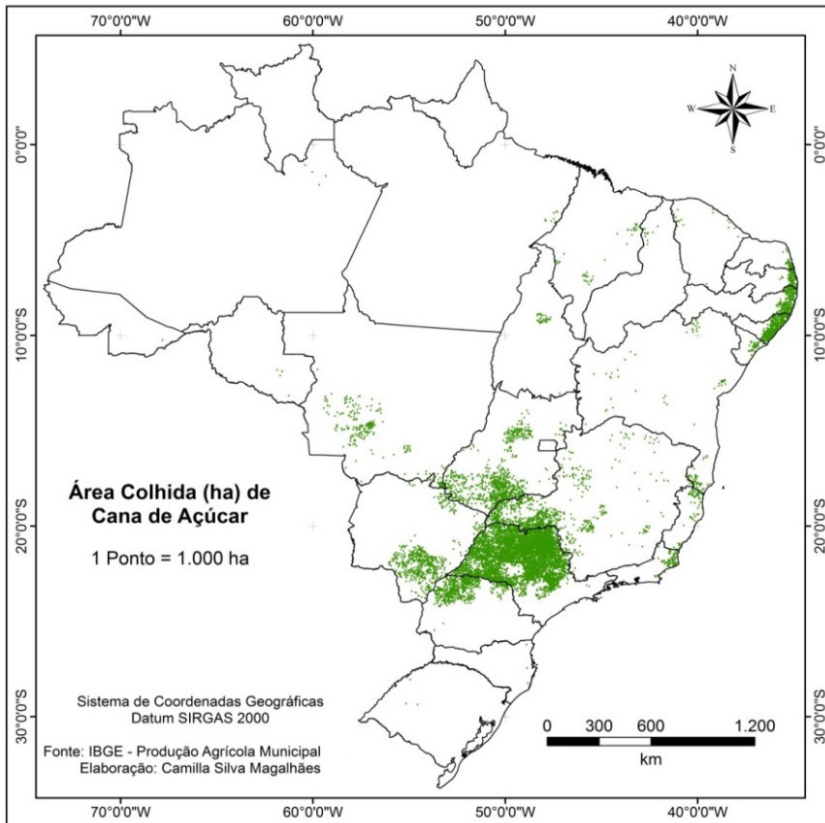 70°0'0"W 60°0'0"W 50°0'0"W 40°0'0"W
N
W E
S
0°0'0" 0°0'0"
10°0'0"S 10°0'0"S
Área Colhida (ha) de
Cana de Açúcar
1 Ponto = 1.000 ha
20°0'0"S 20°0'0"S
Sistema de Coordenadas Geográficas
Datum SIRGAS 2000
30°0'0"S 30°0'0"S
0 300 600 1.200
km
Fonte: IBGE - Produção Agrícola Municipal
Elaboração: Camilla Silva Magalhães
70°0'0"W 60°0'0"W 50°0'0"W 40°0'0"W